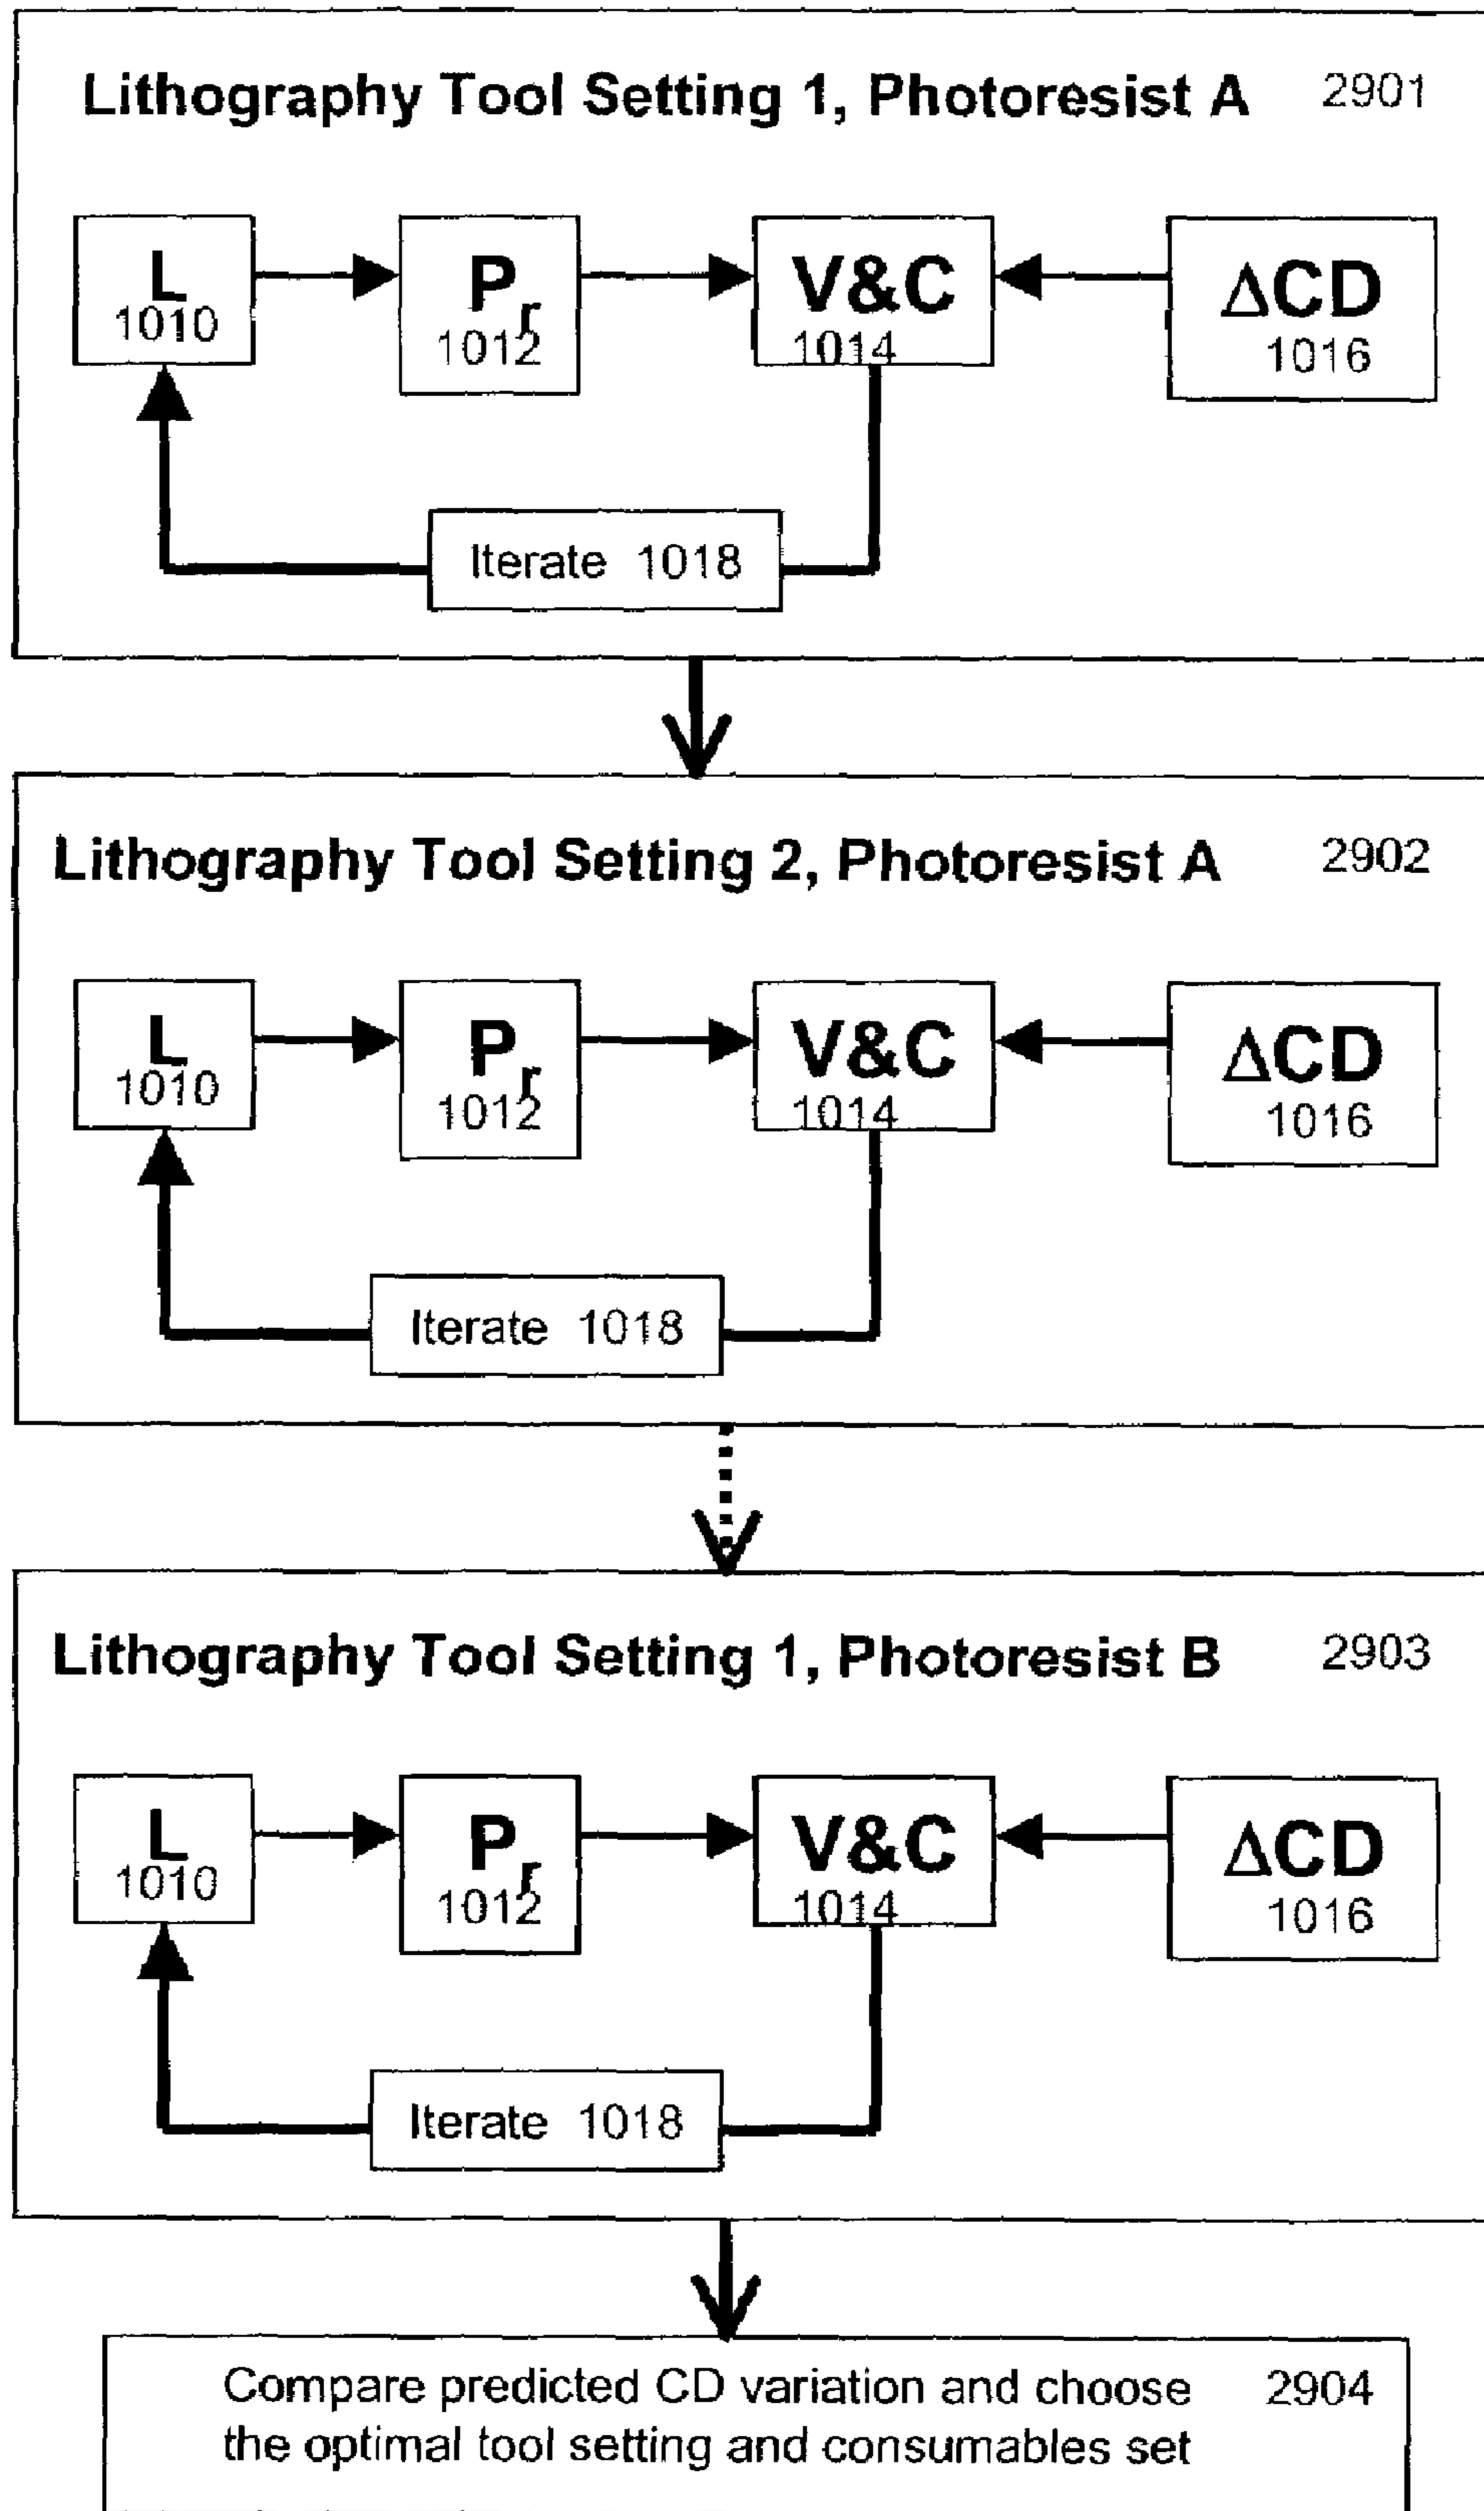 Lithography Tool Setting 1, Photoresist A 2901
L
1010
Pr
1012
V&C
1014
ΔCD
1016
Iterate 1018
Lithography Tool Setting 2, Photoresist A 2902
L
1010
Pr
1012
V&C
1014
ΔCD
1016
Iterate 1018
Lithography Tool Setting 1, Photoresist B 2903
L
1010
Pr
1012
V&C
1014
ΔCD
1016
Iterate 1018
Compare predicted CD variation and choose 2904
the optimal tool setting and consumables set